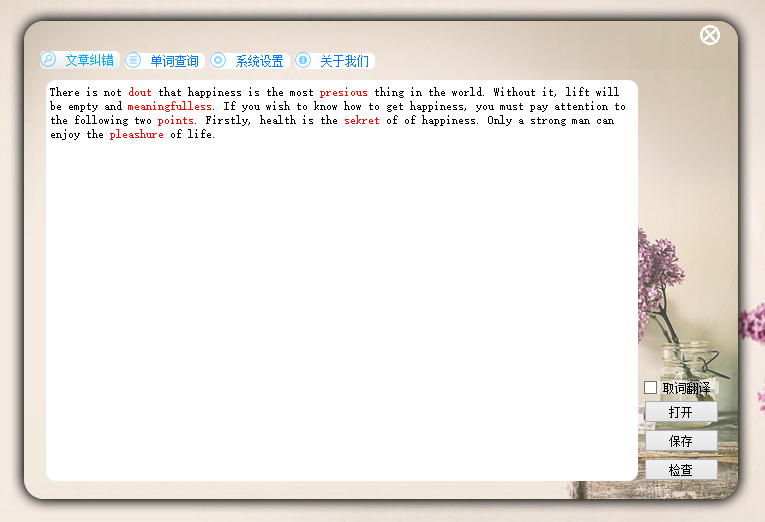 文章纠错 单词查询 系统设置 关于我们
There is not dout that happiness is the most presious thing in the world. Without it, lift will
be empty and meaningfulless. If you wish to know how to get happiness, you must pay attention to
the following two points. Firstly, health is the sekret of of happiness. Only a strong man can
enjoy the pleashure of life.
取词翻译
打开
保存
检查